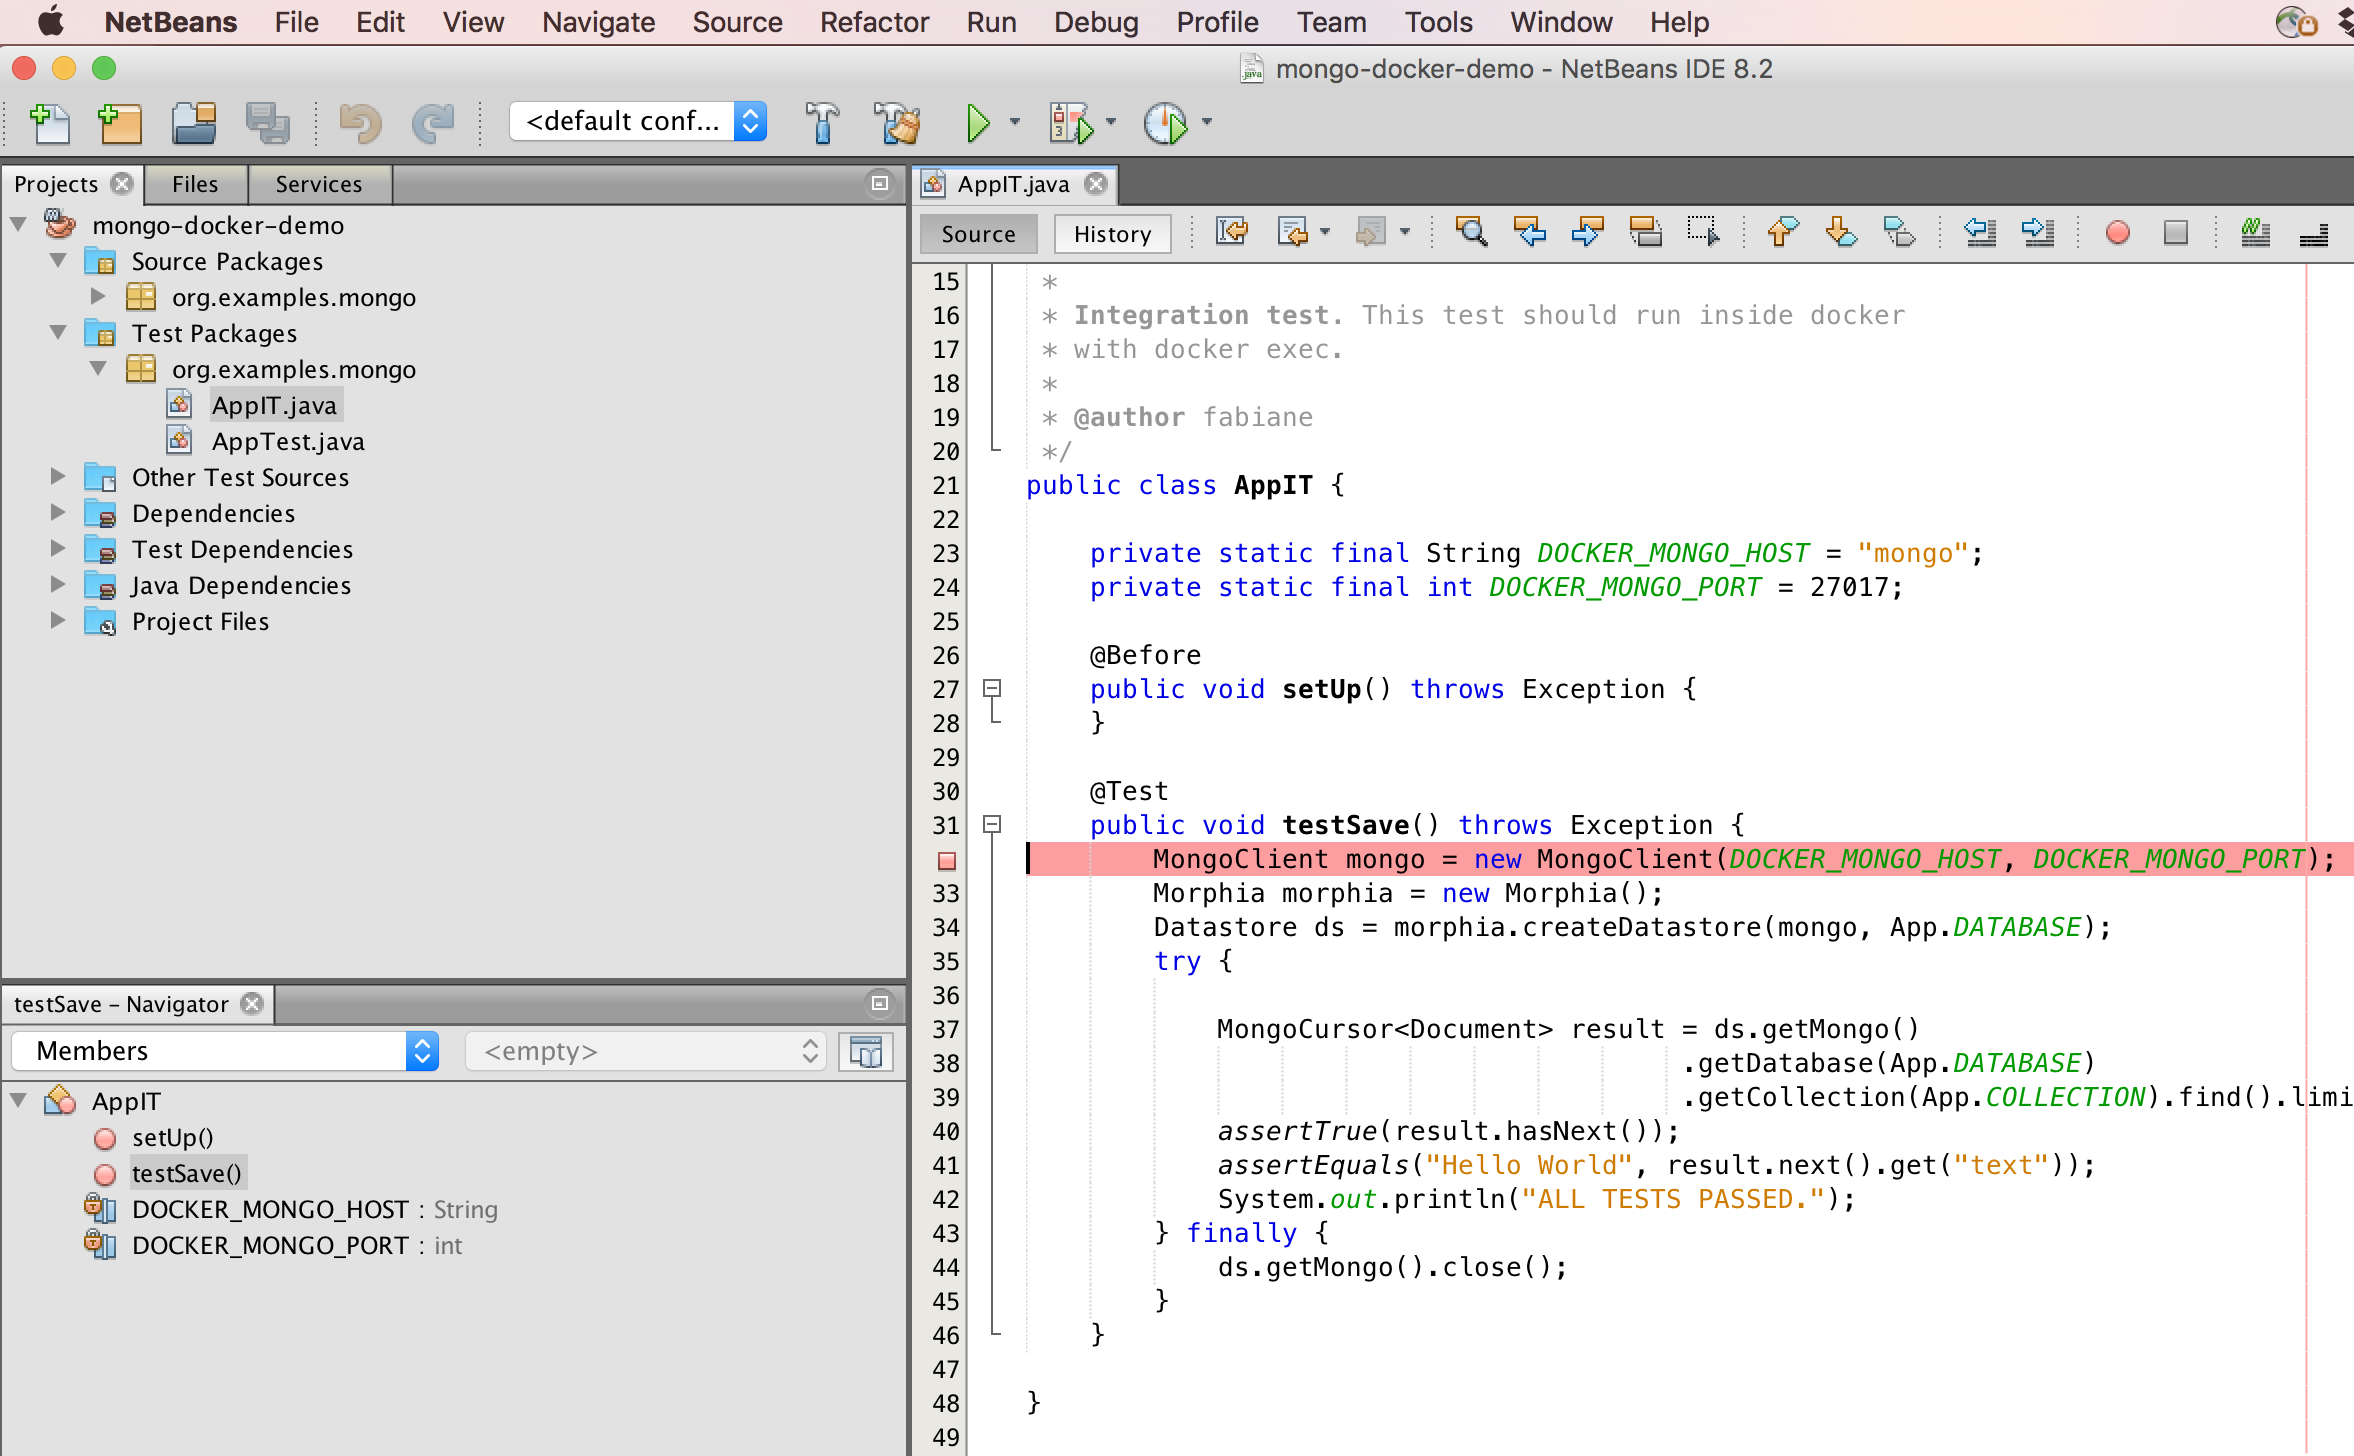 NetBeans File Edit View Navigate Source Refactor Run Debug Profile Team Tools Window Help
mongo-docker-demo - NetBeans IDE 8.2
<default conf...
Projects Files Services
mongo-docker-demo
Source Packages
org.examples.mongo
Test Packages
org.examples.mongo
AppIT.java
AppTest.java
Other Test Sources
Dependencies
Test Dependencies
Java Dependencies
Project Files
testSave - Navigator
Members <empty>
AppIT
setUp()
testSave()
DOCKER_MONGO_HOST : String
DOCKER_MONGO_PORT : int
AppIT.java
Source History
15 *
16 * Integration test. This test should run inside docker
17 * with docker exec.
18 *
19 * @author fabiane
20 */
21 public class AppIT {
22
23 private static final String DOCKER_MONGO_HOST = "mongo";
24 private static final int DOCKER_MONGO_PORT = 27017;
25
26 @Before
27 public void setUp() throws Exception {
28 }
29
30 @Test
31 public void testSave() throws Exception {
MongoClient mongo = new MongoClient(DOCKER_MONGO_HOST, DOCKER_MONGO_PORT);
33 Morphia morphia = new Morphia();
34 Datastore ds = morphia.createDatastore(mongo, App.DATABASE);
35 try {
36
37 MongoCursor<Document> result = ds.getMongo()
38 .getDatabase(App.DATABASE)
39 .getCollection(App.COLLECTION).find().limi
40 assertTrue(result.hasNext());
41 assertEquals("Hello World", result.next().get("text"));
42 System.out.println("ALL TESTS PASSED.");
43 } finally {
44 ds.getMongo().close();
45 }
46 }
47
48 }
49